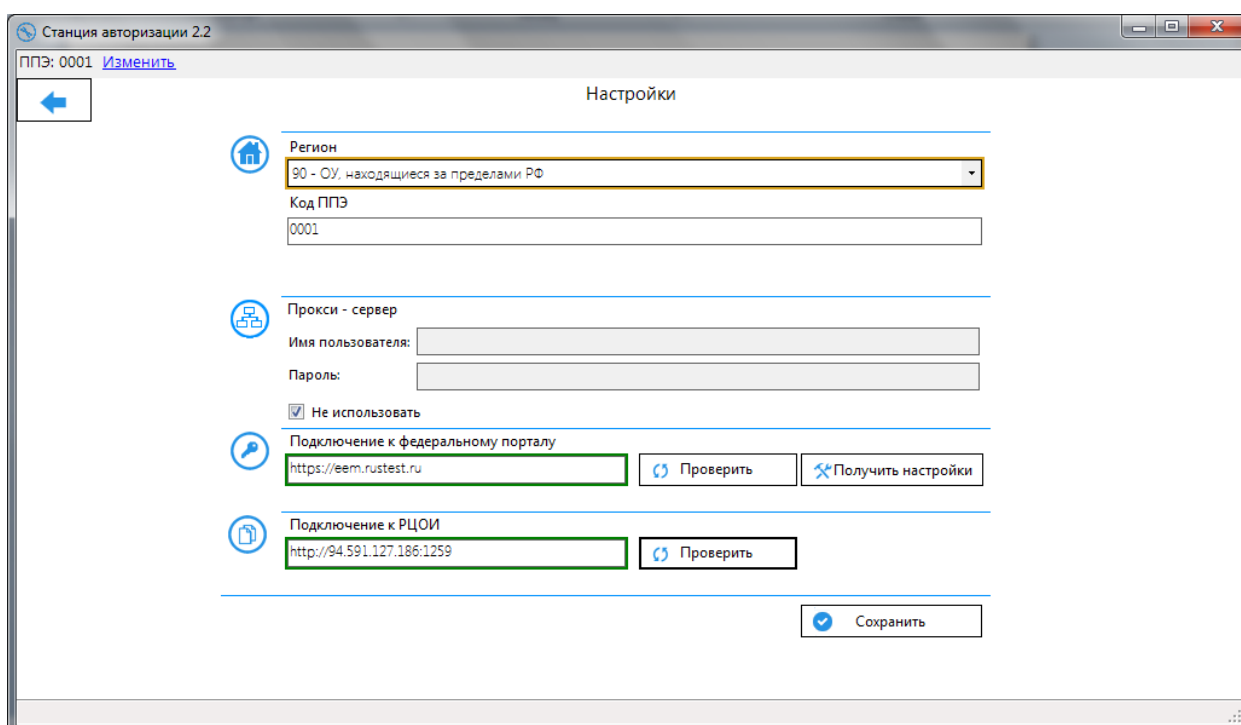 Станция авторизации 2.2
ППЭ: 0001 Изменить
Настройки
Регион
90 - ОУ, находящиеся за пределами РФ
Код ППЭ
0001
Прокси - сервер
Имя пользователя:
Пароль:
Не использовать
Подключение к федеральному порталу
https://eem.rustest.ru Проверить Получить настройки
Подключение к РЦОИ
http://94.591.127.186:1259 Проверить
Сохранить